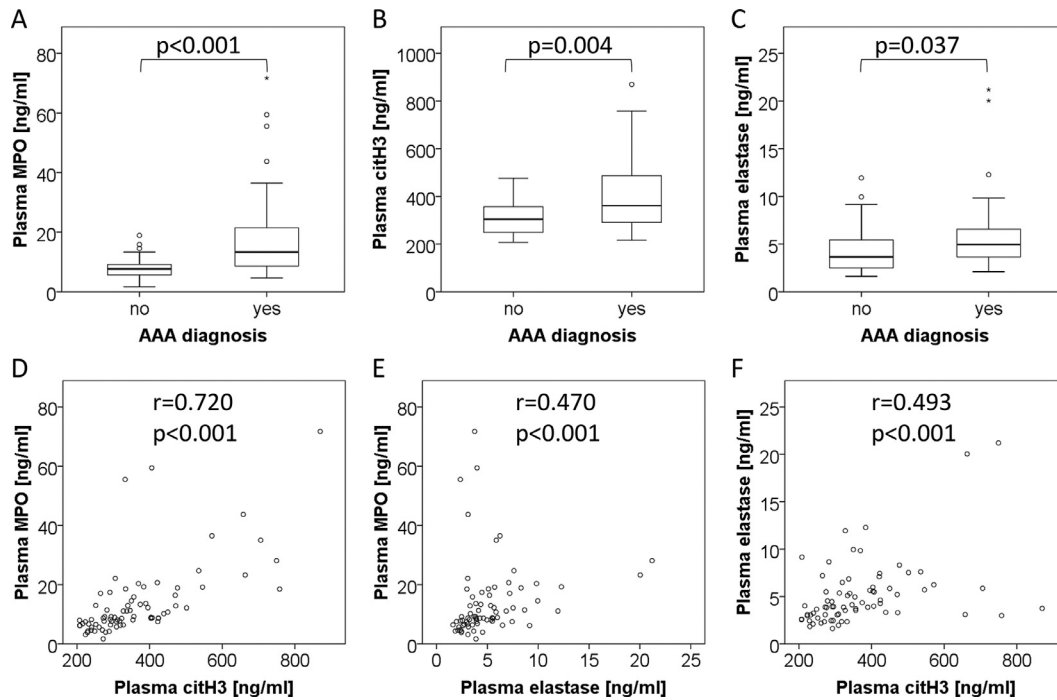 A
p<0.001
Plasma MPO [ng/ml]
80
60
40
20
0
*
no
yes
AAA diagnosis
B
p=0.004
Plasma citH3 [ng/ml]
1000
800
600
400
200
0
no
yes
AAA diagnosis
C
p=0.037
Plasma elastase [ng/ml]
25
20
15
10
5
0
*
*
no
yes
AAA diagnosis
D
r=0.720
p<0.001
Plasma MPO [ng/ml]
80
60
40
20
0
200
400
600
800
Plasma citH3 [ng/ml]
E
r=0.470
p<0.001
Plasma MPO [ng/ml]
80
60
40
20
0
0
5
10
15
20
25
Plasma elastase [ng/ml]
F
r=0.493
p<0.001
Plasma elastase [ng/ml]
25
20
15
10
5
0
200
400
600
800
Plasma citH3 [ng/ml]